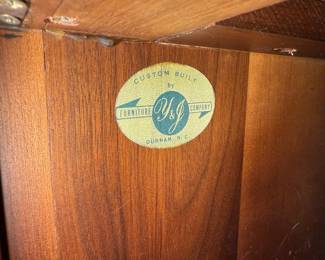 CUSTOM BUILT
by
FURNITURE Y&J COMPANY
DURHAM, N.C.